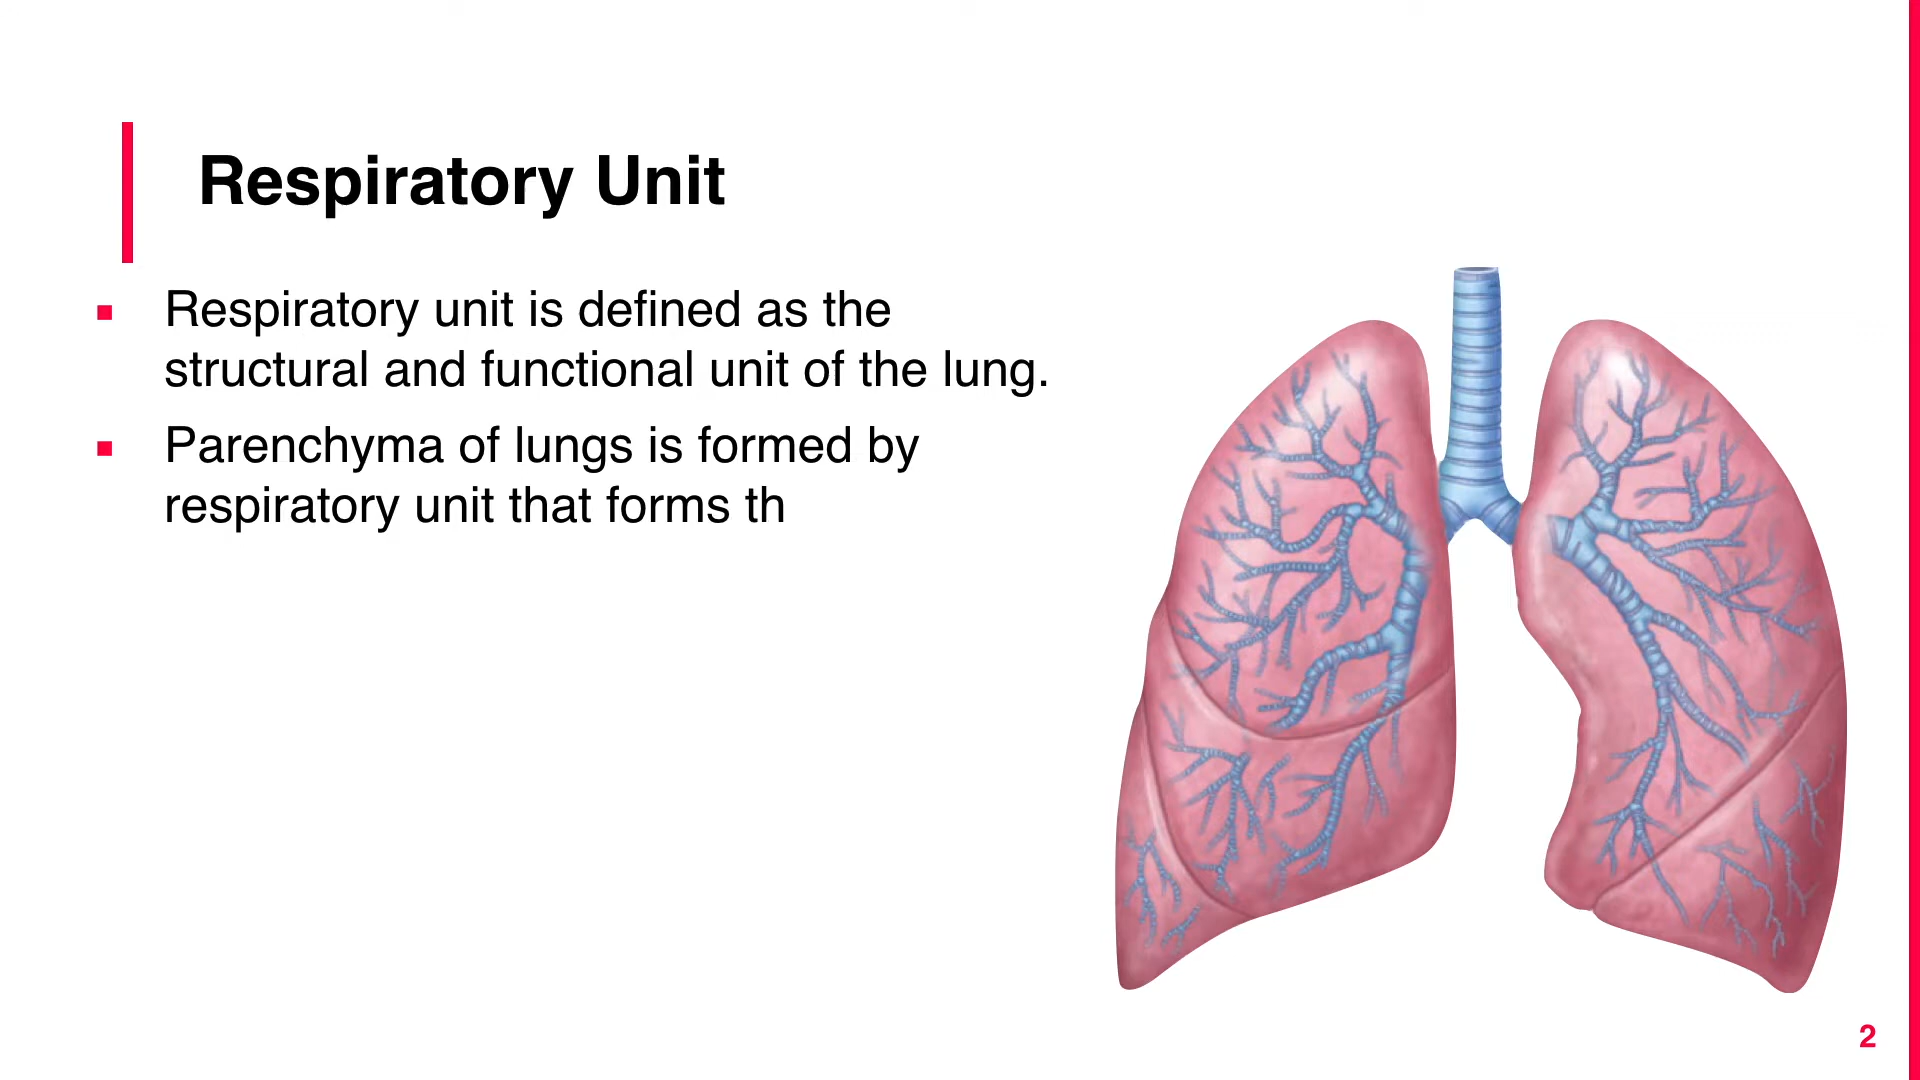 Respiratory Unit
Respiratory unit is defined as the
structural and functional unit of the lung.
Parenchyma of lungs is formed by
respiratory unit that forms th
2